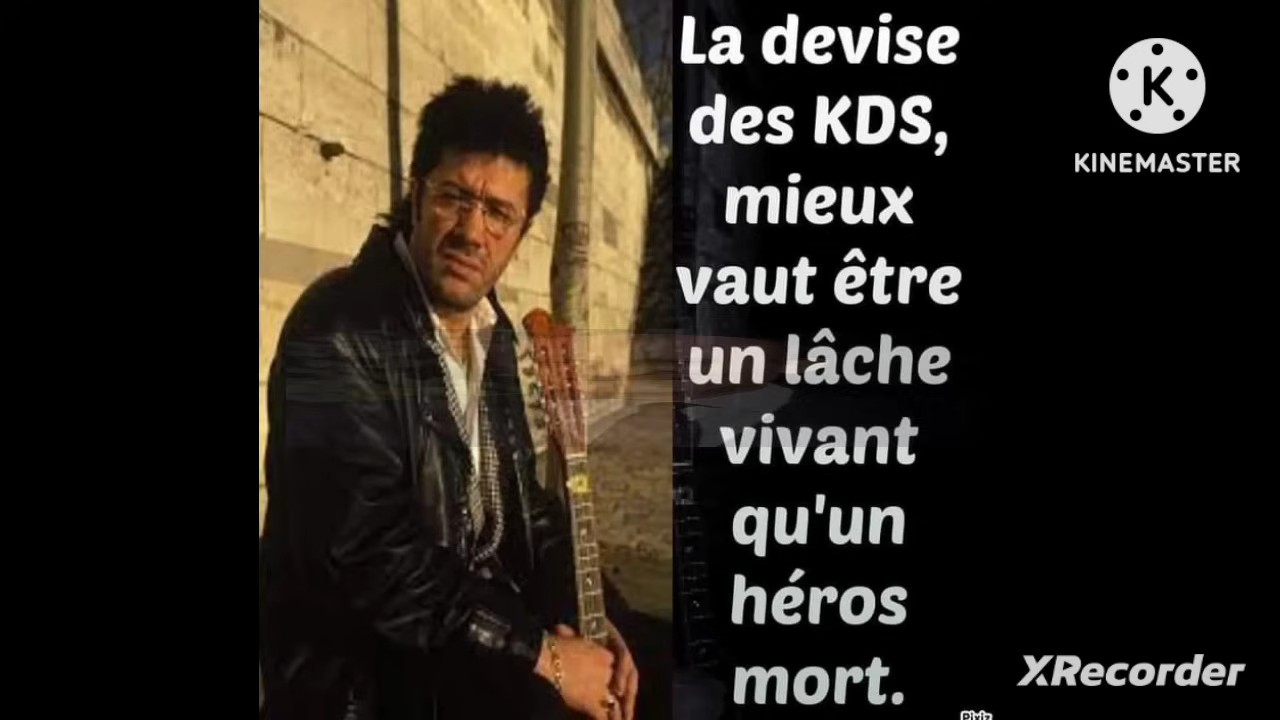 La devise
des KDS,
mieux
vaut être
un lâche
vivant
qu'un
héros
mort.
K
KINEMASTER
XRecorder